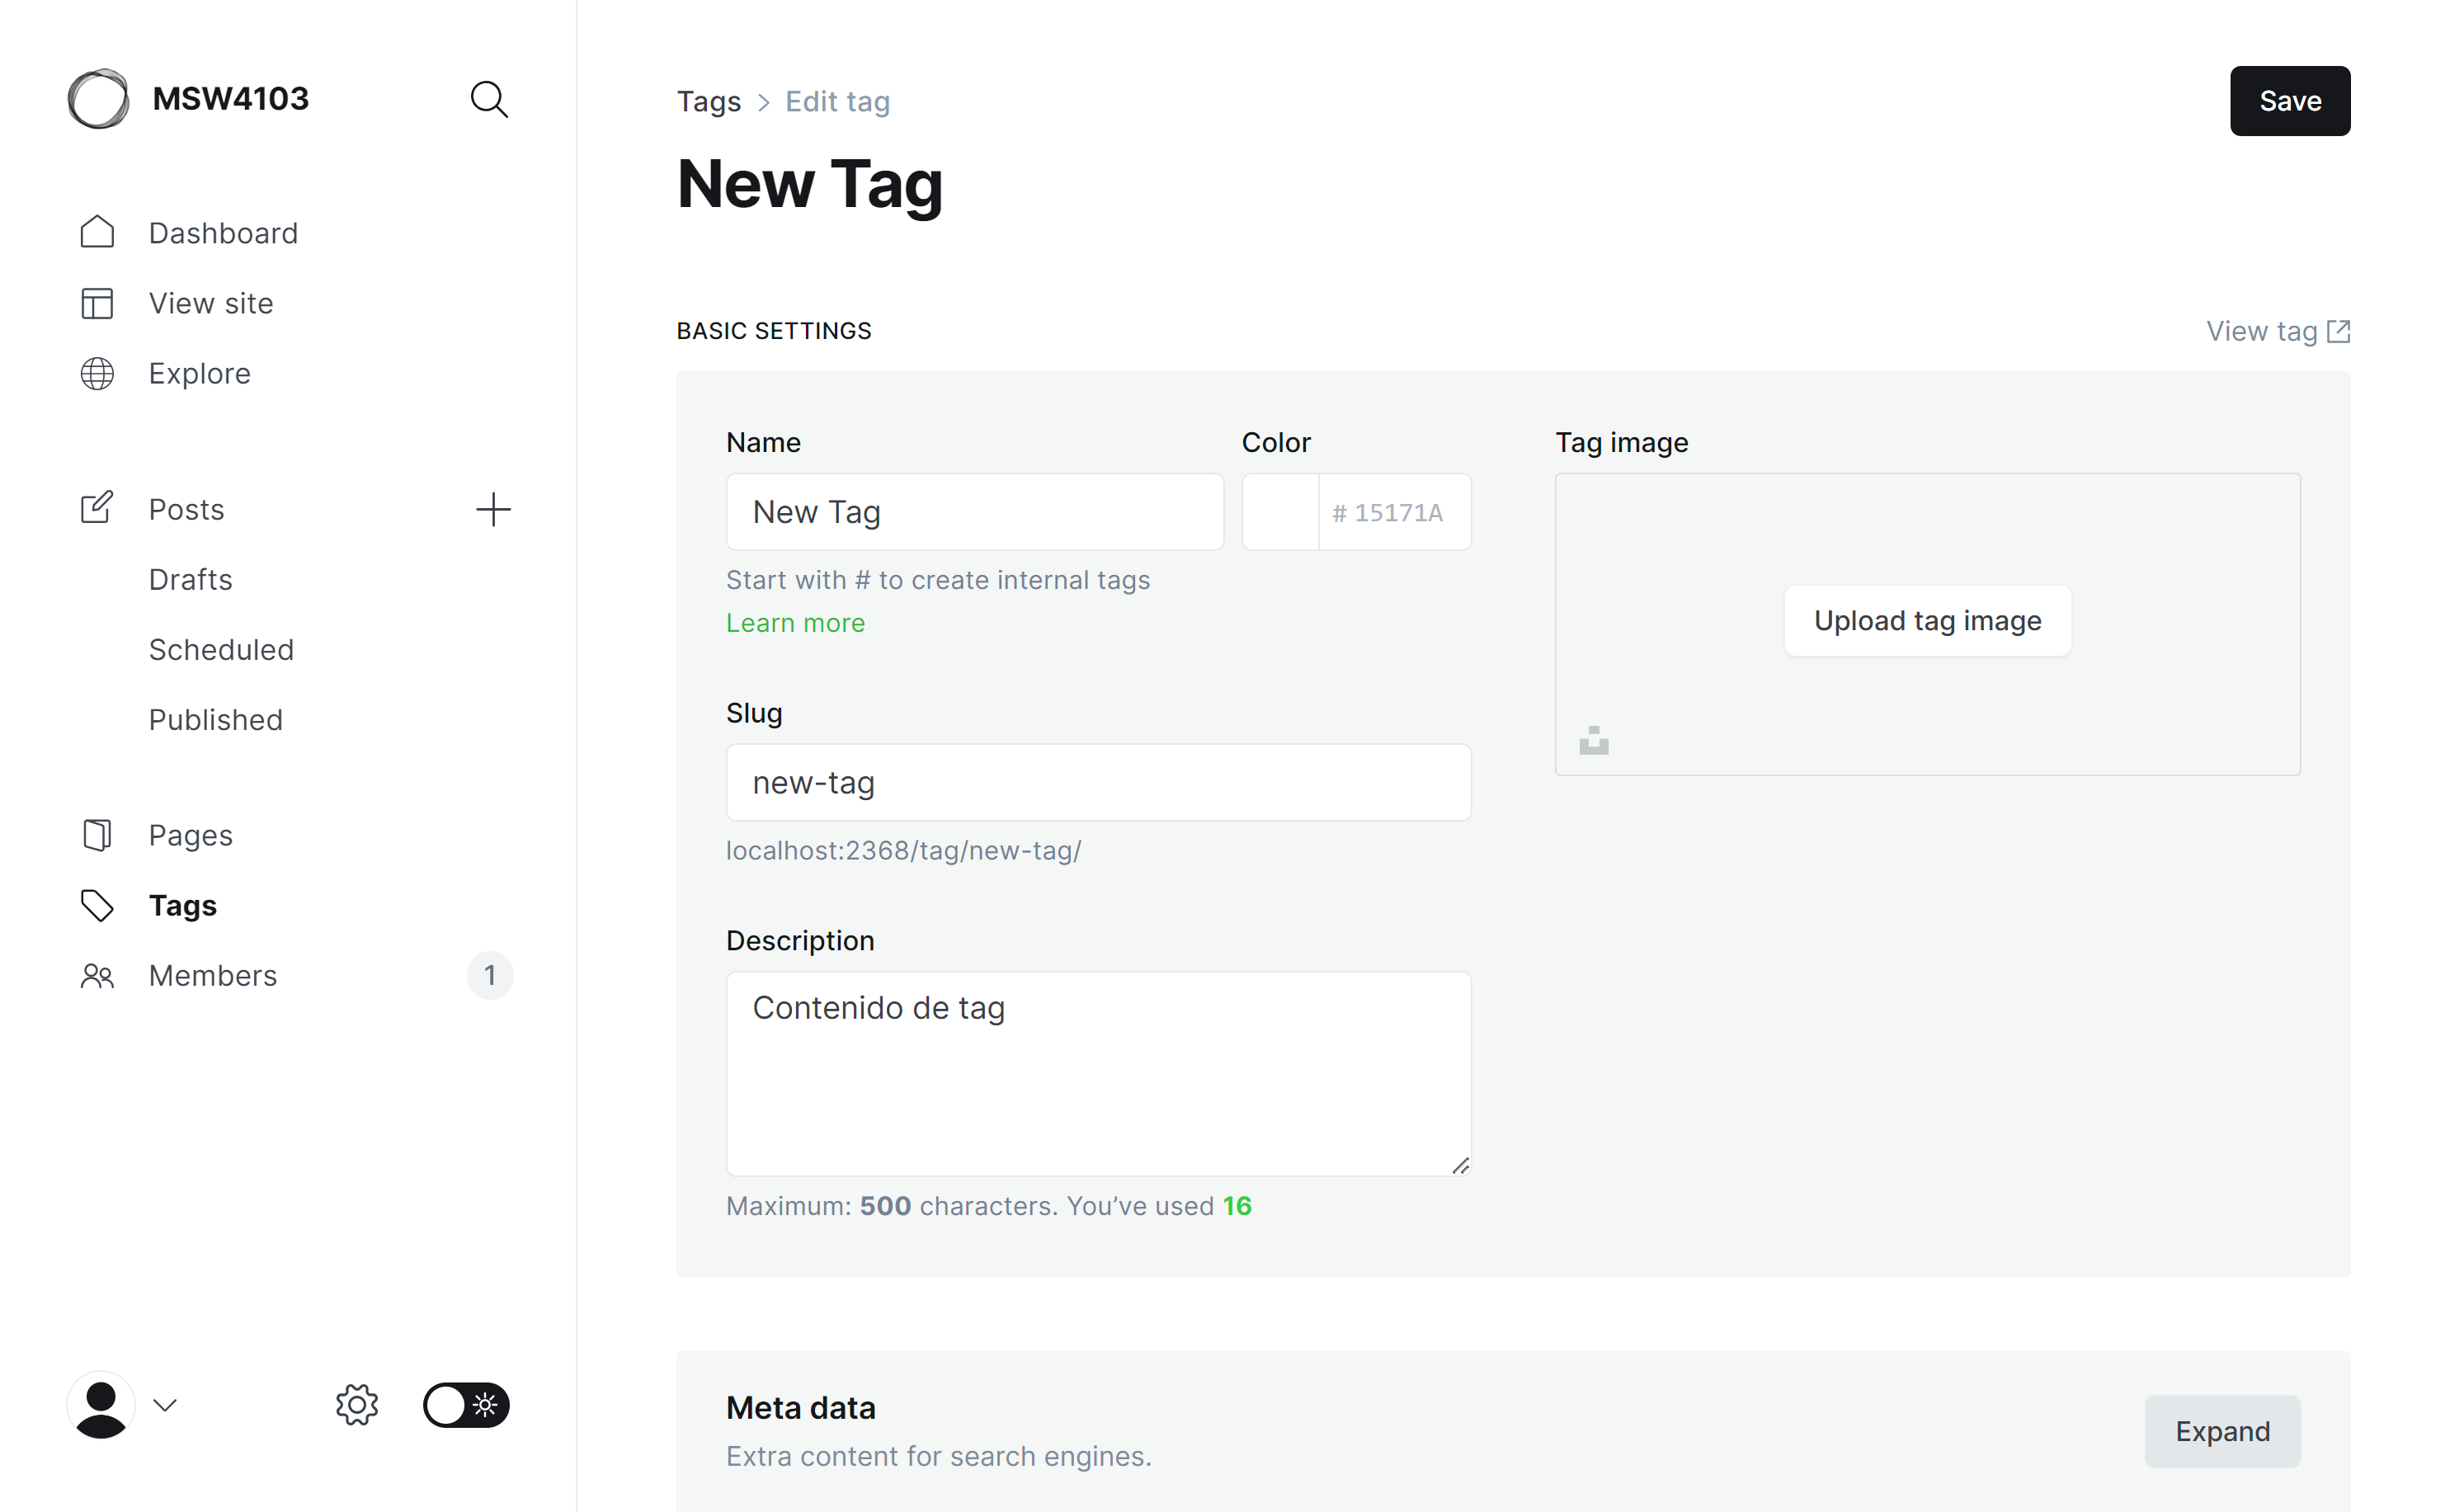 MSW4103
Dashboard
View site
Explore
Posts
Drafts
Scheduled
Published
Pages
Tags
Members 1
Tags > Edit tag
Save
New Tag
BASIC SETTINGS
View tag
Name
New Tag
Start with # to create internal tags
Learn more
Color
# 15171A
Slug
new-tag
localhost:2368/tag/new-tag/
Description
Contenido de tag
Maximum: 500 characters. You’ve used 16
Tag image
Upload tag image
Meta data
Extra content for search engines.
Expand